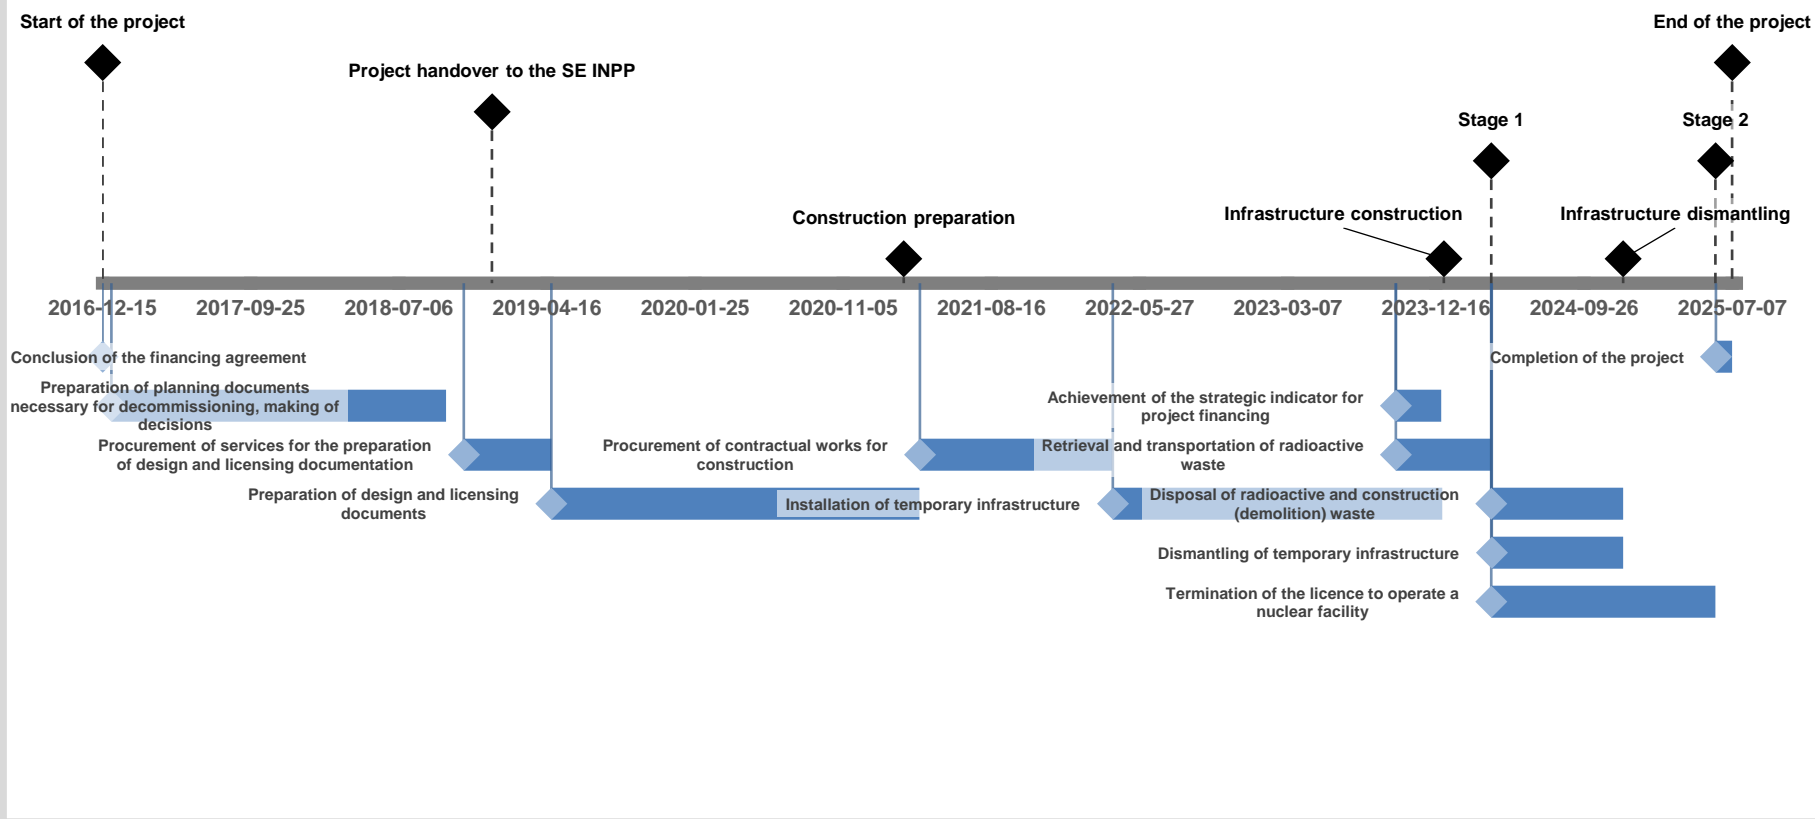 Start of the project
End of the project
Project handover to the SE INPP
Stage 1
Stage 2
Construction preparation
Infrastructure construction
Infrastructure dismantling
2016-12-15
2017-09-25
2018-07-06
2019-04-16
2020-01-25
2020-11-05
2021-08-16
2022-05-27
2023-03-07
2023-12-16
2024-09-26
2025-07-07
Conclusion of the financing agreement
Completion of the project
Preparation of planning documents
necessary for decommissioning, making of
decisions
Achievement of the strategic indicator for
project financing
Procurement of services for the preparation
of design and licensing documentation
Procurement of contractual works for
construction
Retrieval and transportation of radioactive
waste
Preparation of design and licensing
documents
Installation of temporary infrastructure
Disposal of radioactive and construction
(demolition) waste
Dismantling of temporary infrastructure
Termination of the licence to operate a
nuclear facility